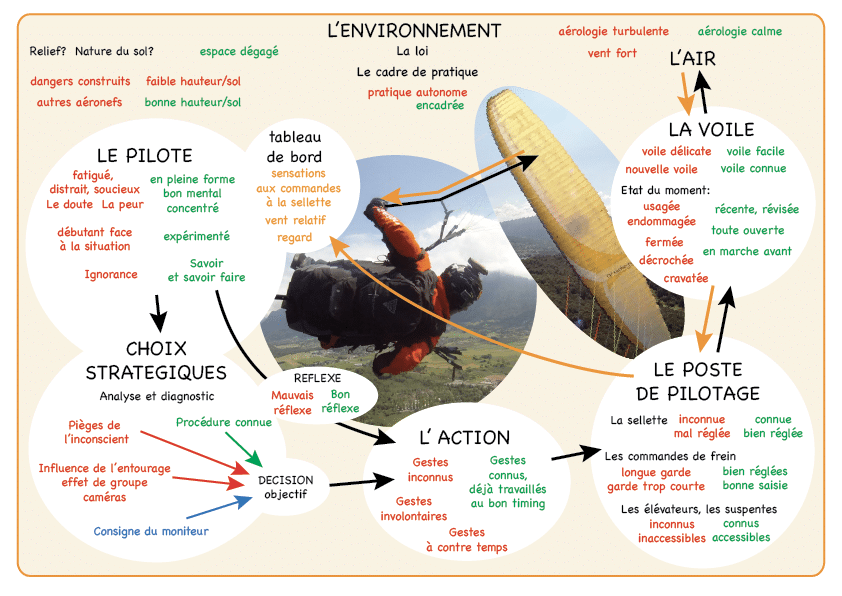 L'ENVIRONNEMENT
La loi
Le cadre de pratique
pratique autonome
encadrée
Relief? Nature du sol?
espace dégagé
dangers construits
faible hauteur/sol
autres aéronefs
bonne hauteur/sol
aérologie turbulente
aérologie calme
vent fort
L'AIR
LE PILOTE
fatigué,
distrait, soucieux
Le doute La peur
en pleine forme
bon mental
concentré
débutant face
à la situation
expérimenté
Ignorance
Savoir
et savoir faire
tableau
de bord
sensations
aux commandes
à la sellette
vent relatif
regard
LA VOILE
voile délicate
voile facile
nouvelle voile
voile connue
Etat du moment:
usagée
endommagée
récente, révisée
toute ouverte
fermée
décrochée
en marche avant
cravatée
CHOIX
STRATEGIQUES
Analyse et diagnostic
Pièges de
l'inconscient
Procédure connue
Influence de l'entourage
effet de groupe
caméras
Consigne du moniteur
DECISION
objectif
REFLEXE
Mauvais
réflexe
Bon
réflexe
L' ACTION
Gestes
inconnus
Gestes
connus,
déjà travaillés
au bon timing
Gestes
involontaires
Gestes
à contre temps
LE POSTE
DE PILOTAGE
La sellette
inconnue
mal réglée
connue
bien réglée
Les commandes de frein
longue garde
garde trop courte
bien réglées
bonne saisie
Les élévateurs, les suspentes
inconnus
inaccessibles
connus
accessibles